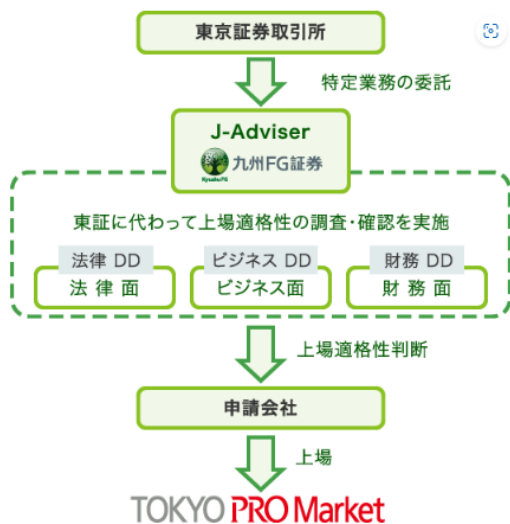 東京証券取引所
特定業務の委託
J-Adviser
KyushuFG
九州FG証券
東証に代わって上場適格性の調査・確認を実施
法律 DD
ビジネス DD
財務 DD
法律面
ビジネス面
財務面
上場適格性判断
申請会社
上場
TOKYO PRO Market